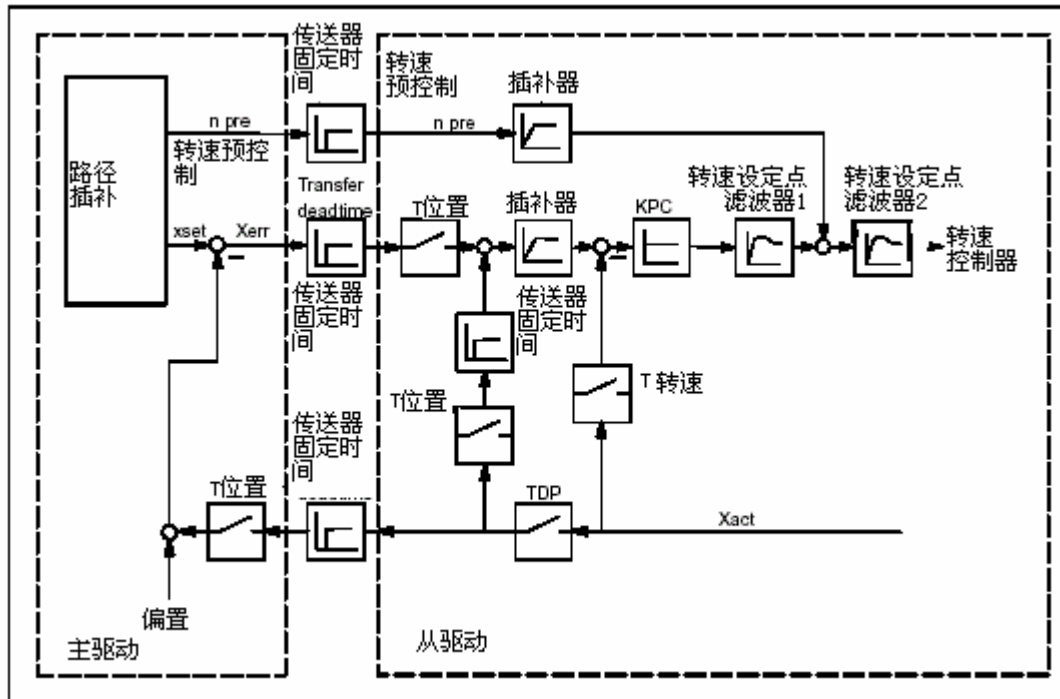 传送器
固定时
间
转速
预控制
插补器
n pre
n pre
转速预控
制
路径
插补
Transfer
deadtime
T位置
插补器
KPC
转速设定点
滤波器1
转速设定点
滤波器2
xset
Xerr
转速
控制器
传送器
固定时
间
传送器
固定时
间
T 转速
T位置
传送器
固定时
间
T位置
TDP
Xact
偏置
主驱动
从驱动